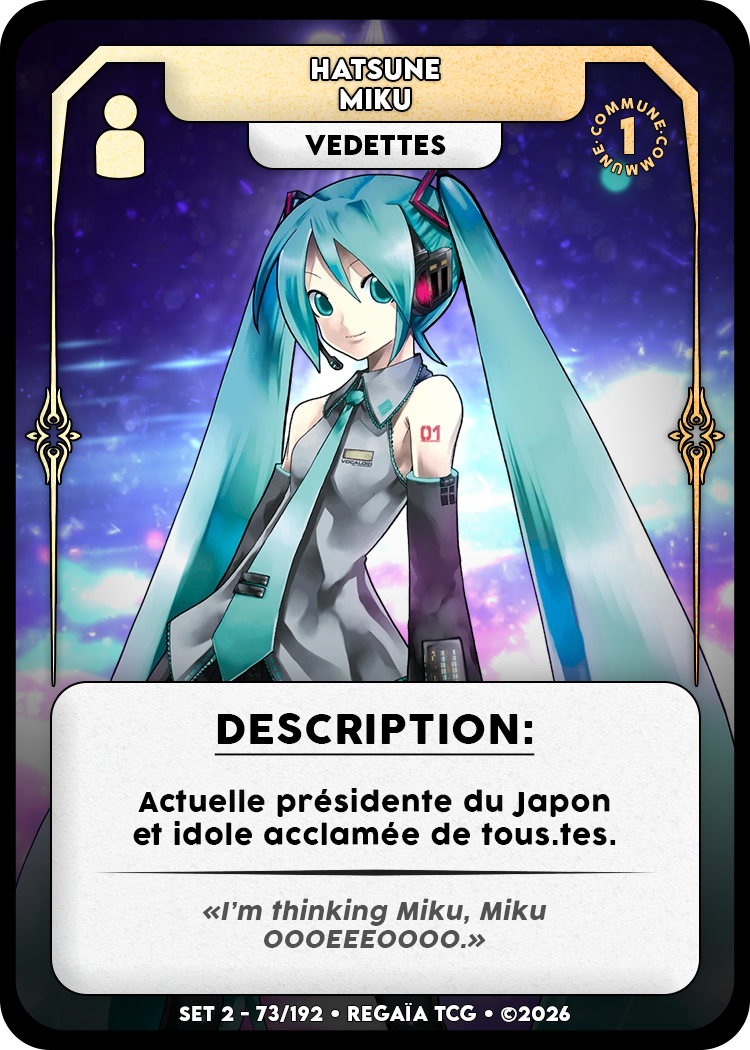 HATSUNE
MIKU
VEDETTES
COMMUNE·COMMUNE·
1
01
VOCALOID
DESCRIPTION:
Actuelle présidente du Japon
et idole acclamée de tous.tes.
«I'm thinking Miku, Miku
OOOEEEOOOO.»
SET 2 - 73/192 • REGAÏA TCG • ©2026